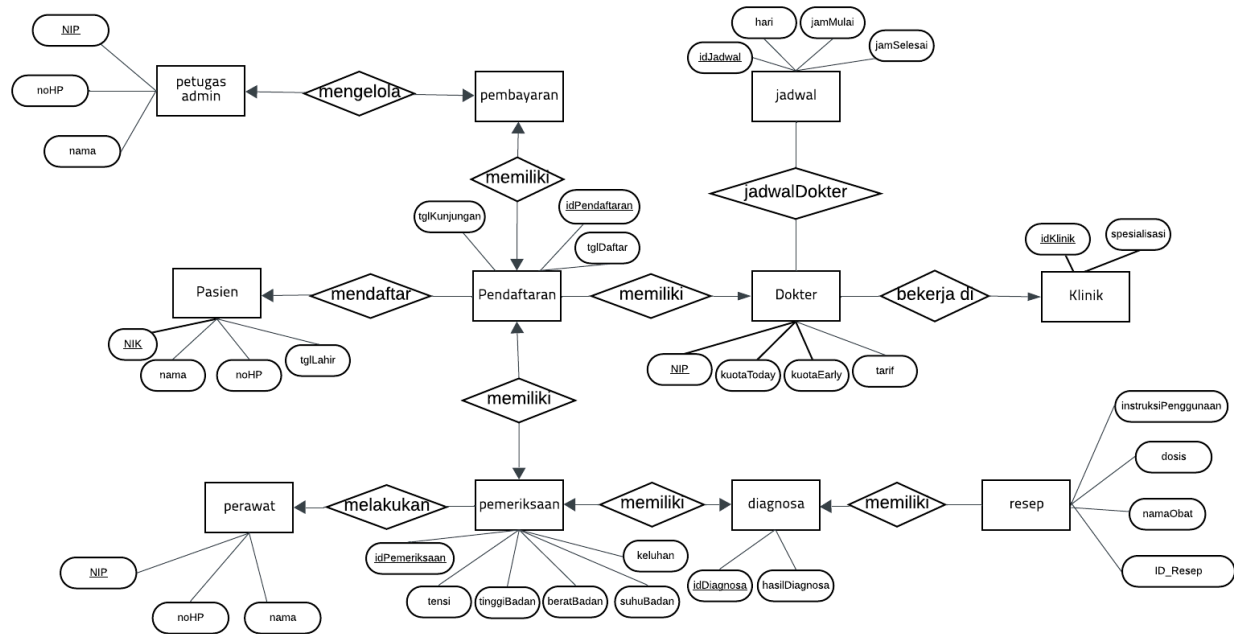 hari
jamMulai
NIP
idJadwal
jamSelesai
petugas
admin
mengelola
pembayaran
jadwal
noHP
nama
memiliki
jadwalDokter
tglKunjungan
idPendaftaran
tglDaftar
idKlinik
spesialisasi
Pasien
mendaftar
Pendaftaran
memiliki
Dokter
bekerja di
Klinik
NIK
nama
noHP
tglLahir
NIP
kuotaToday
kuotaEarly
tarif
memiliki
instruksiPenggunaan
dosis
perawat
melakukan
pemeriksaan
memiliki
diagnosa
memiliki
resep
namaObat
NIP
noHP
nama
idPemeriksaan
tensi
tinggiBadan
beratBadan
suhuBadan
keluhan
idDiagnosa
hasilDiagnosa
ID_Resep